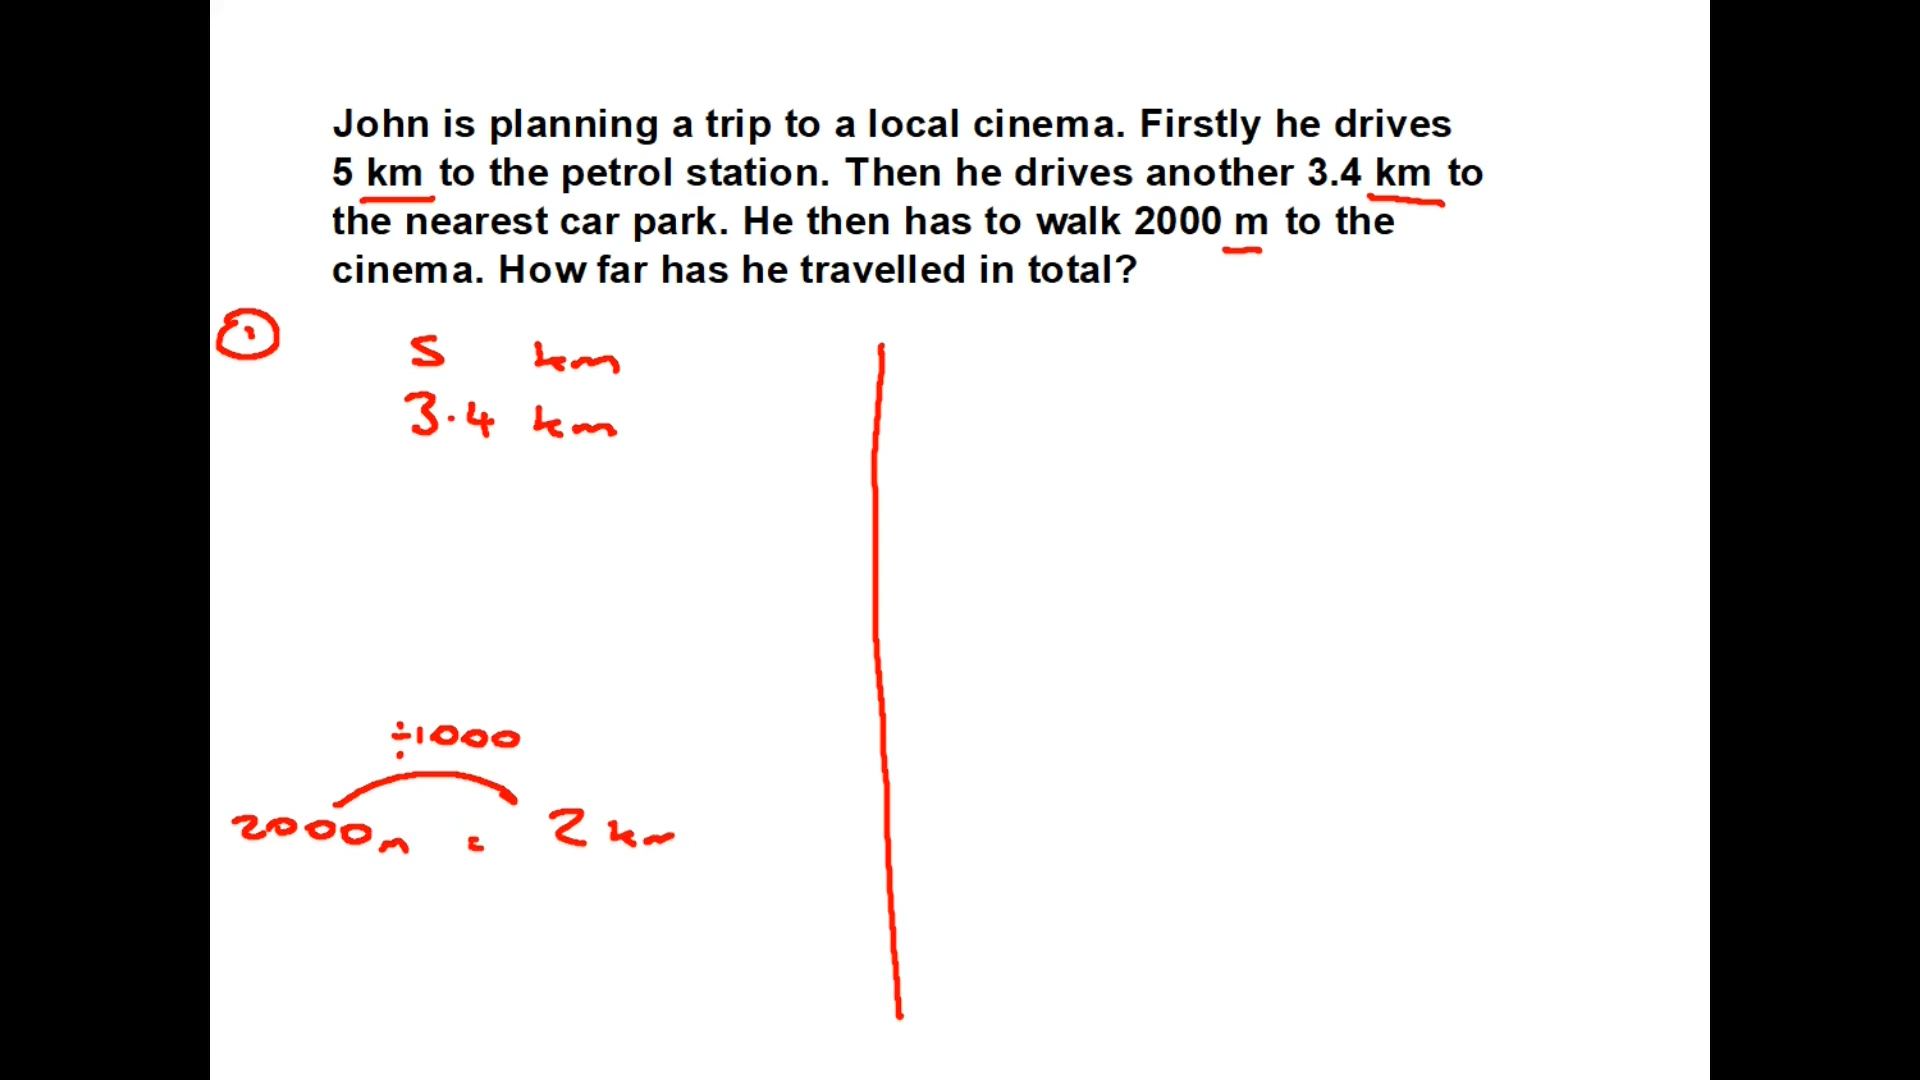 John is planning a trip to a local cinema. Firstly he drives
5 km to the petrol station. Then he drives another 3.4 km to
the nearest car park. He then has to walk 2000 m to the
cinema. How far has he travelled in total?
5 km
3.4 km
÷1000
2000m = 2 km